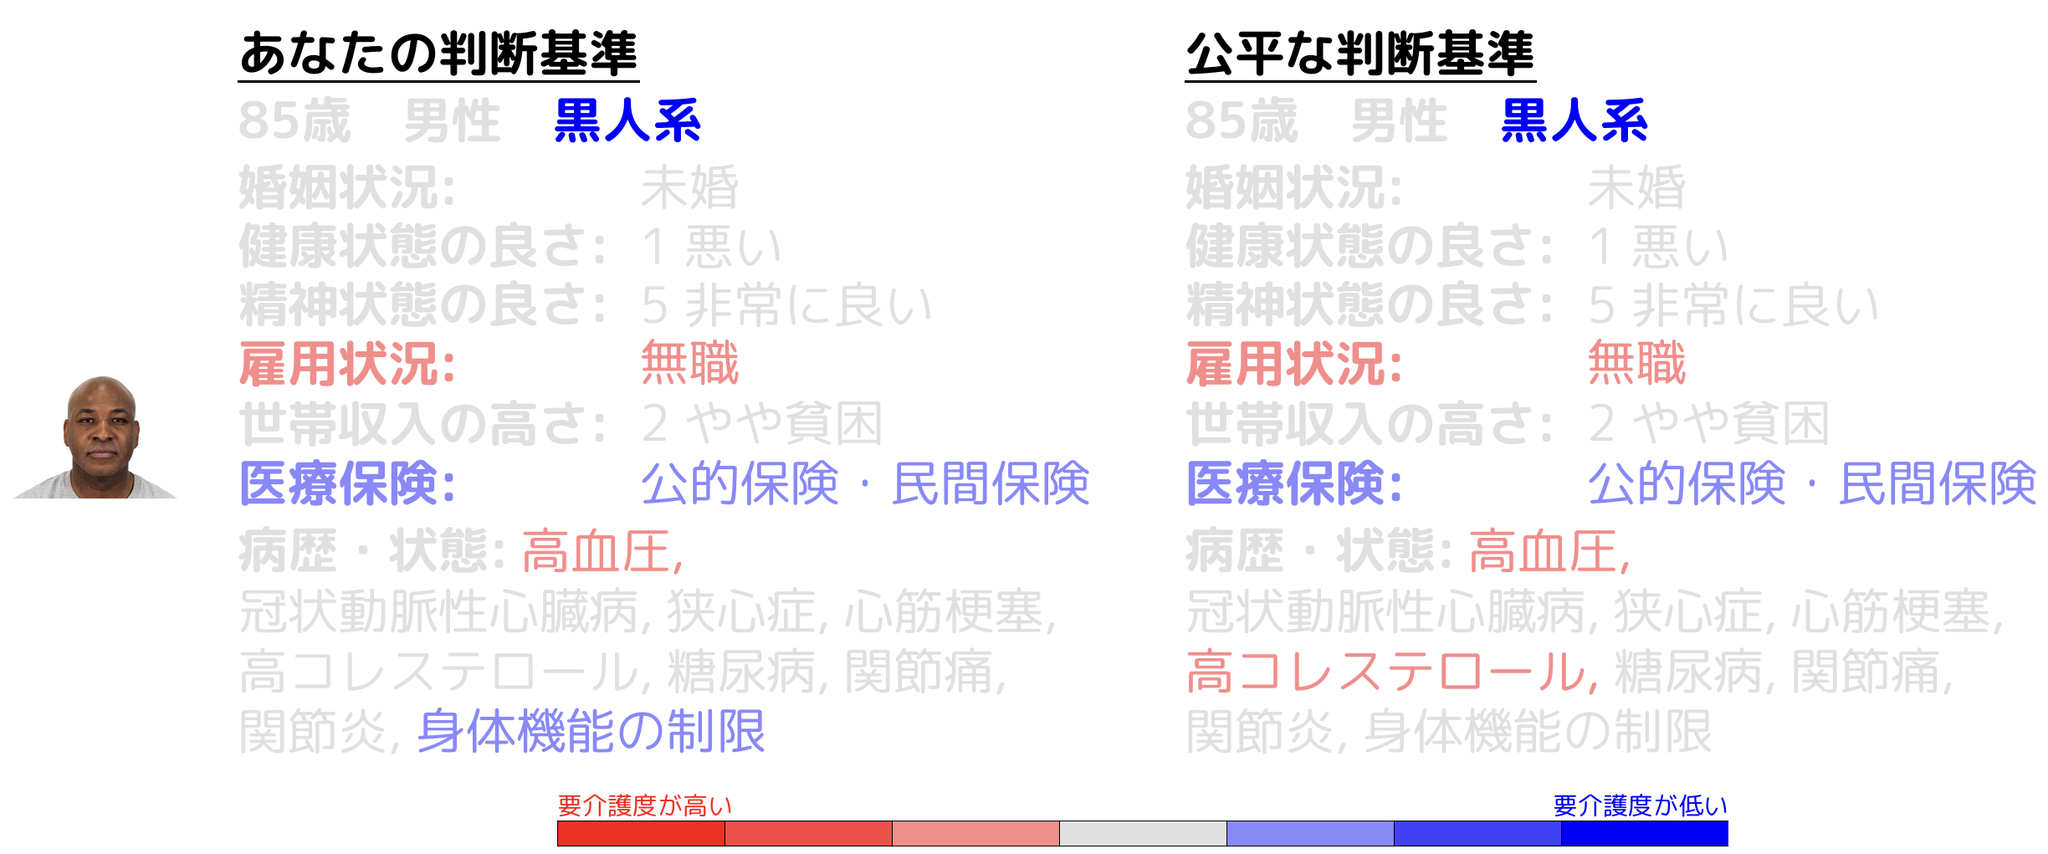 あなたの判断基準
85歳　男性　黒人系
婚姻状況: 未婚
健康状態の良さ: 1 悪い
精神状態の良さ: 5 非常に良い
雇用状況: 無職
世帯収入の高さ: 2 やや貧困
医療保険: 公的保険・民間保険
病歴・状態: 高血圧,
冠状動脈性心臓病, 狭心症, 心筋梗塞,
高コレステロール, 糖尿病, 関節痛,
関節炎, 身体機能の制限
公平な判断基準
85歳　男性　黒人系
婚姻状況: 未婚
健康状態の良さ: 1 悪い
精神状態の良さ: 5 非常に良い
雇用状況: 無職
世帯収入の高さ: 2 やや貧困
医療保険: 公的保険・民間保険
病歴・状態: 高血圧,
冠状動脈性心臓病, 狭心症, 心筋梗塞,
高コレステロール, 糖尿病, 関節痛,
関節炎, 身体機能の制限
要介護度が高い
要介護度が低い